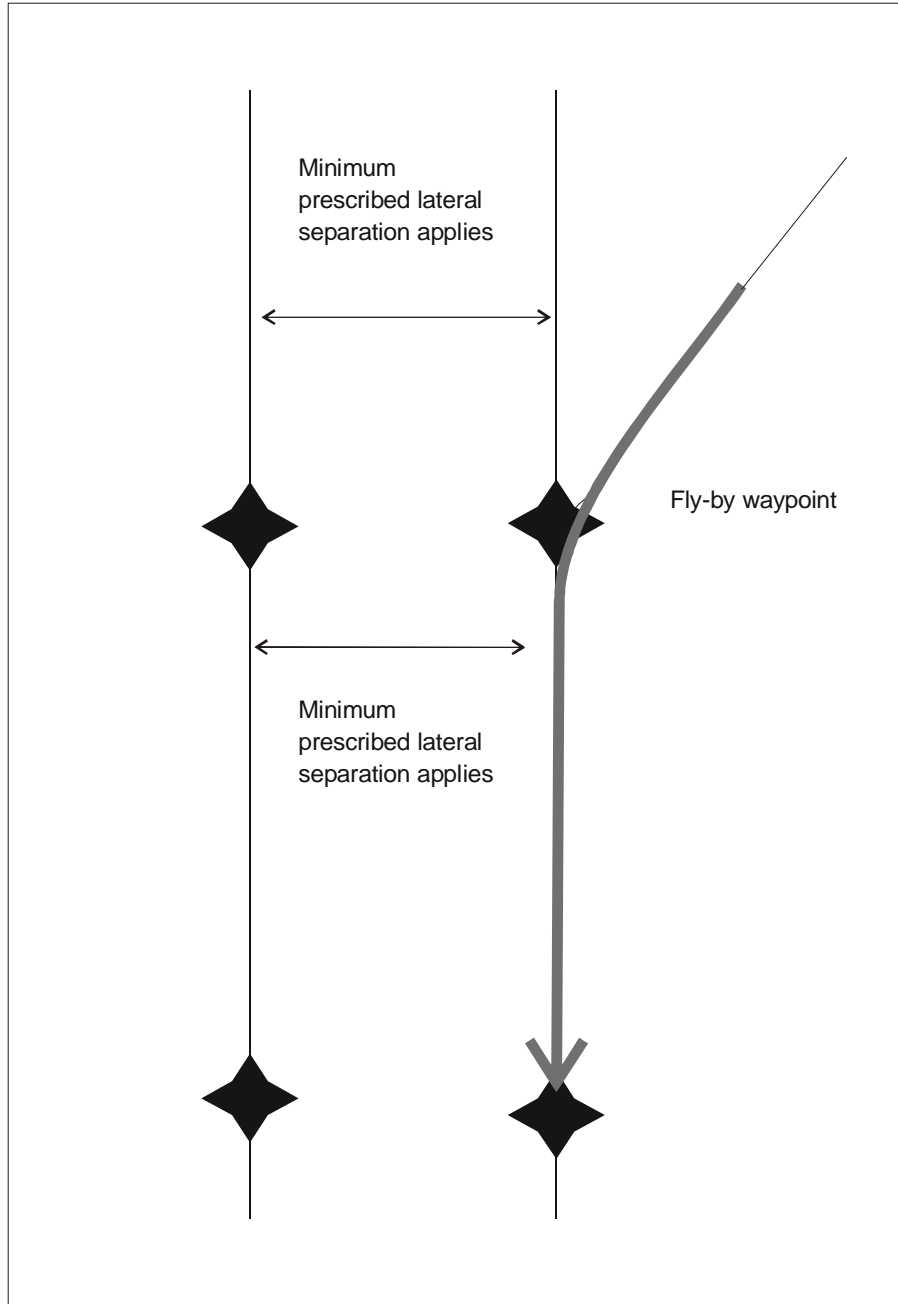 Minimum
prescribed lateral
separation applies
Fly-by waypoint
Minimum
prescribed lateral
separation applies